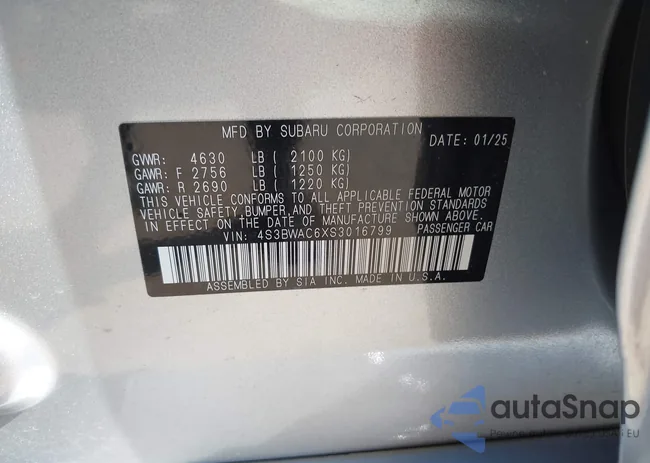 MFD BY SUBARU CORPORATION
DATE: 01/25
GVWR: 4630 LB ( 2100 KG)
GAWR: F 2756 LB ( 1250 KG)
GAWR: R 2690 LB ( 1220 KG)
THIS VEHICLE CONFORMS TO ALL APPLICABLE FEDERAL MOTOR
VEHICLE SAFETY, BUMPER, AND THEFT PREVENTION STANDARDS
IN EFFECT ON THE DATE OF MANUFACTURE SHOWN ABOVE.
VIN: 4S3BWAC6XS3016799 PASSENGER CAR
ASSEMBLED BY SIA INC. MADE IN U.S.A.
autaSnap